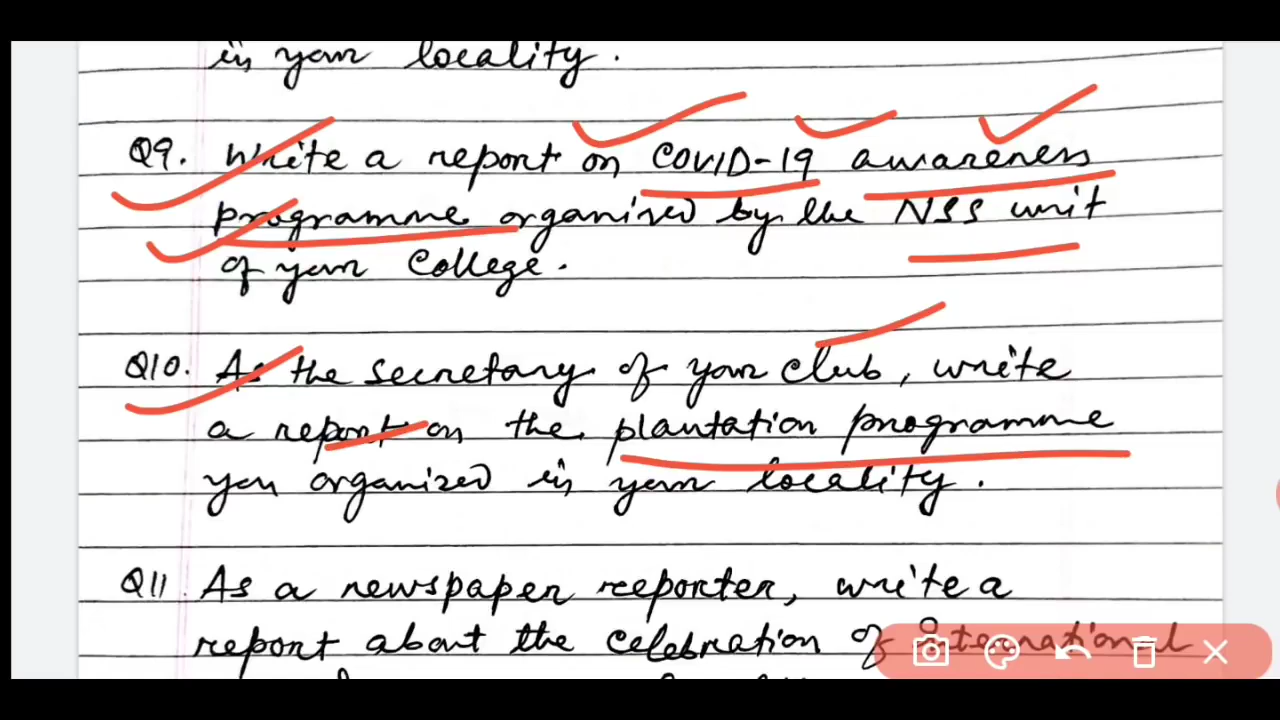 in your locality.
Q9. Write a report on COVID-19 awareness
programme organized by the NSS unit
of your College.
Q10. As the secretary of your club, write
a report on the plantation programme
you organized in your locality.
Q11. As a newspaper reporter, write a
report about the celebration of international